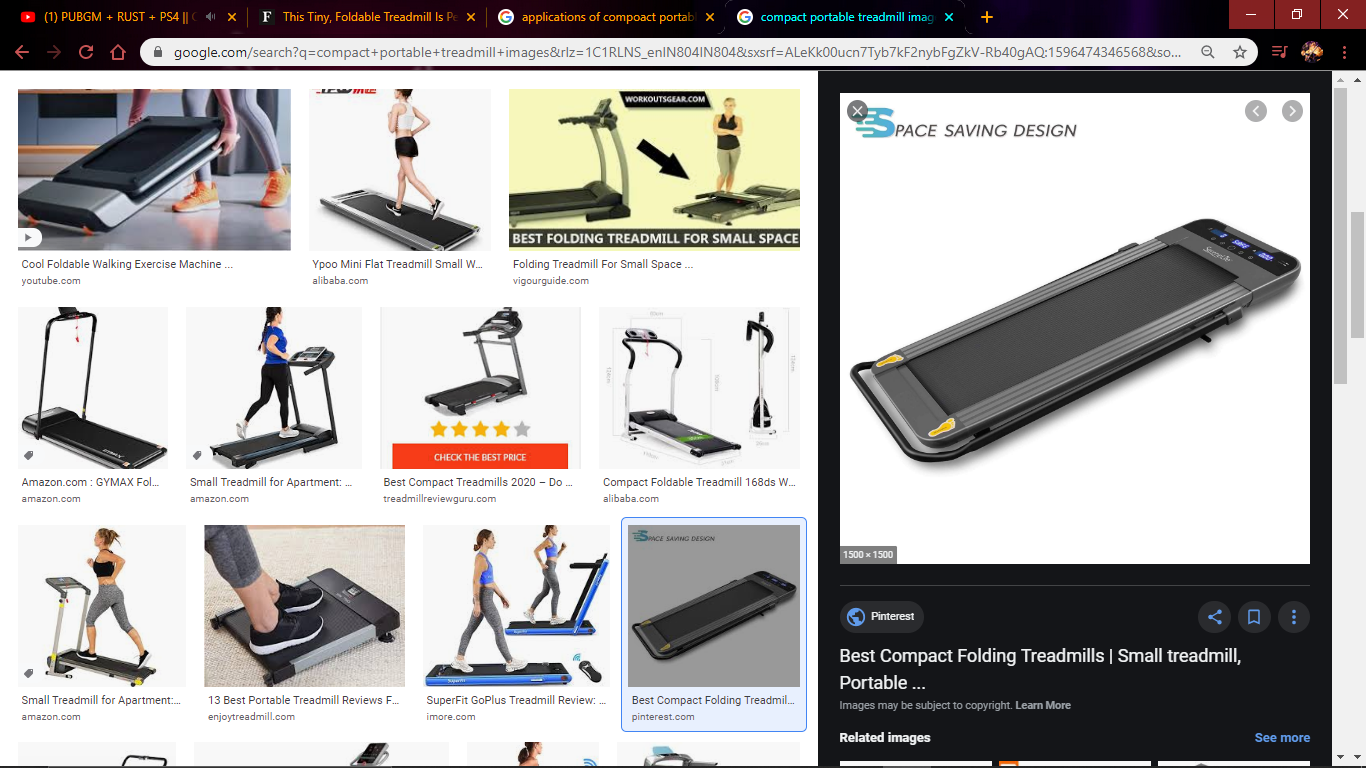 (1) PUBGM + RUST + PS4 ||
This Tiny, Foldable Treadmill Is Pe
applications of compoact portab
compact portable treadmill imag
google.com/search?q=compact+portable+treadmill+images&rlz=1C1RLNS_enIN804IN804&sxsrf=ALeKk00ucn7Tyb7kF2nybFgZkV-Rb40gAQ:1596474346568&so...
WORKOUTSGEAR.COM
BEST FOLDING TREADMILL FOR SMALL SPACE
Cool Foldable Walking Exercise Machine ...
youtube.com
Ypoo Mini Flat Treadmill Small W...
alibaba.com
Folding Treadmill For Small Space ...
vigourguide.com
CHECK THE BEST PRICE
Amazon.com : GYMAX Fol...
amazon.com
Small Treadmill for Apartment: ...
amazon.com
Best Compact Treadmills 2020 – Do ...
treadmillreviewguru.com
Compact Foldable Treadmill 168ds W...
alibaba.com
SuperFit
SPACE SAVING DESIGN
Small Treadmill for Apartment:...
amazon.com
13 Best Portable Treadmill Reviews F...
enjoytreadmill.com
SuperFit GoPlus Treadmill Review: ...
imore.com
Best Compact Folding Treadmil...
pinterest.com
SPACE SAVING DESIGN
1500 × 1500
Pinterest
Best Compact Folding Treadmills | Small treadmill,
Portable ...
Images may be subject to copyright. Learn More
Related images
See more